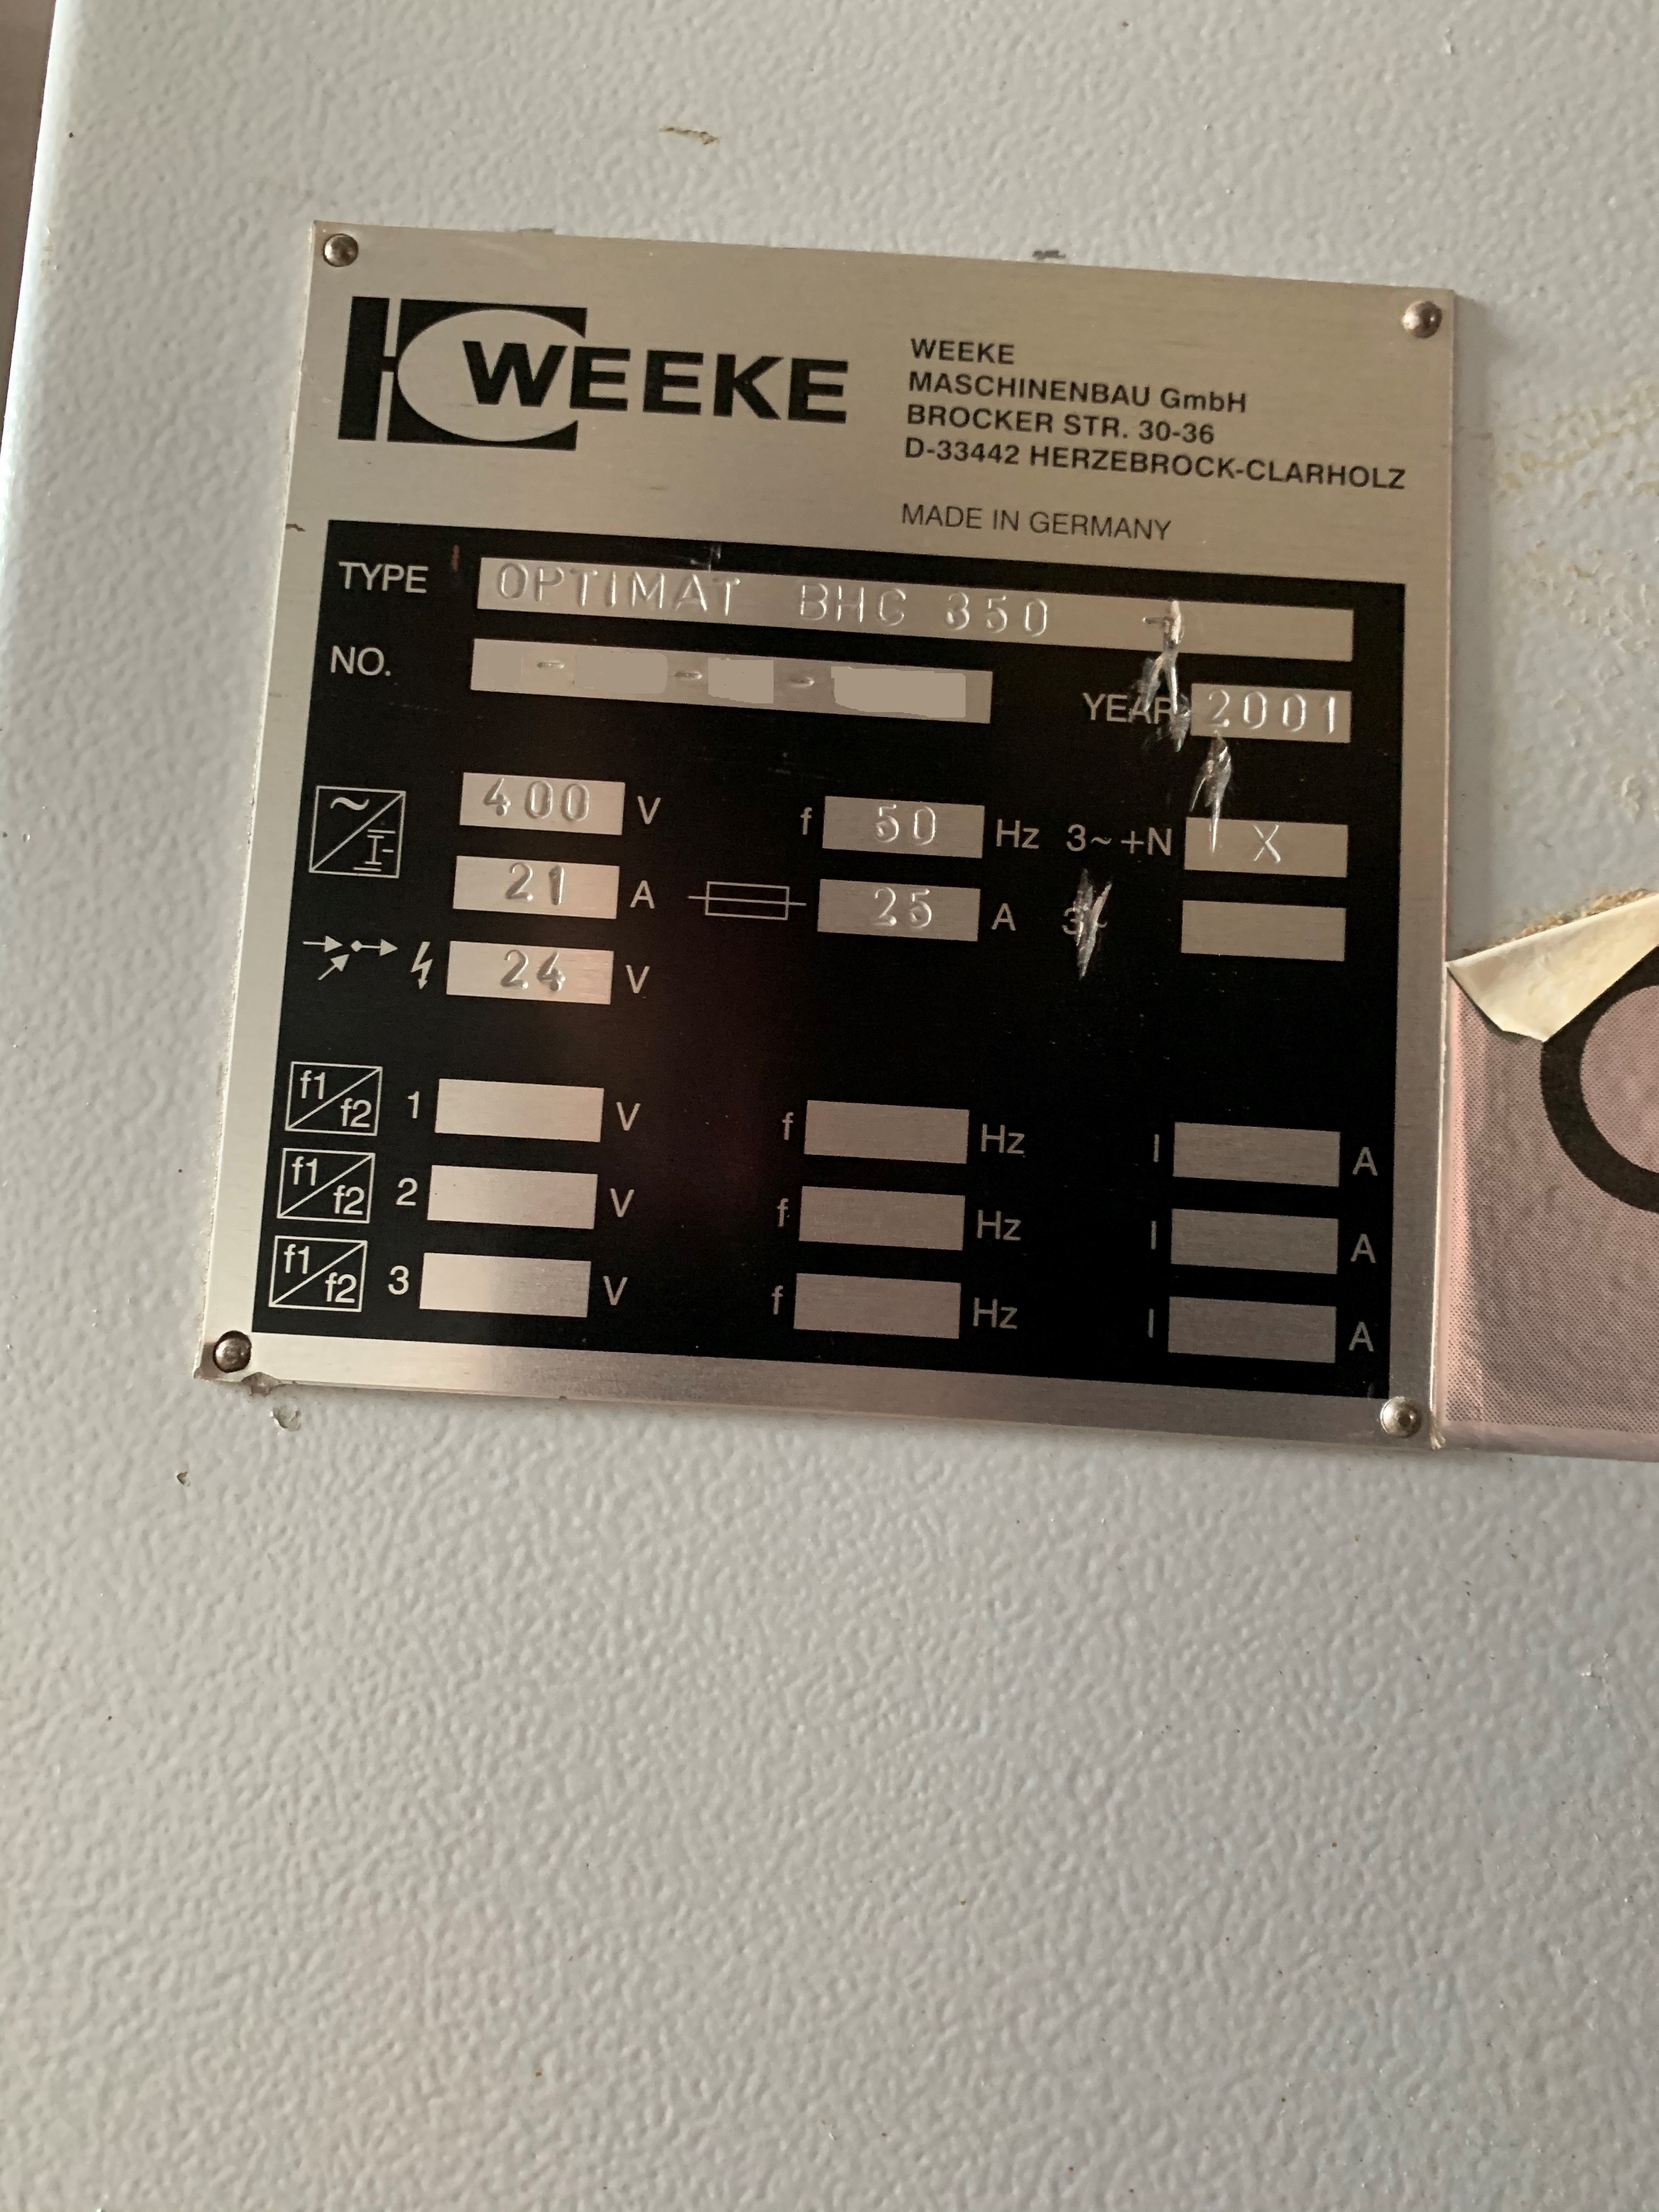 WEEKE
WEEKE
MASCHINENBAU GmbH
BROCKER STR. 30-36
D-33442 HERZEBROCK-CLARHOLZ
MADE IN GERMANY
TYPE OPTIMAT BHC 350
NO. - - - YEAR 2001
400 V f 50 Hz 3~+N X
21 A 25 A 3~
24 V
f1/f2 1 V f Hz I A
f1/f2 2 V f Hz I A
f1/f2 3 V f Hz I A